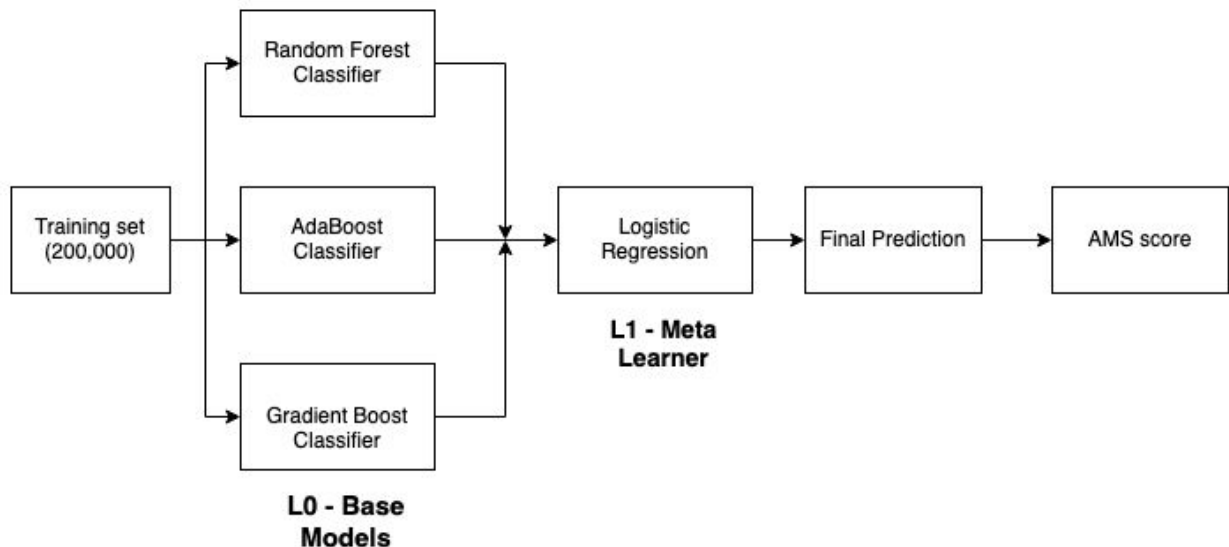 Random Forest
Classifier
Training set
(200,000)
AdaBoost
Classifier
Logistic
Regression
Final Prediction
AMS score
L1 - Meta
Learner
Gradient Boost
Classifier
L0 - Base
Models